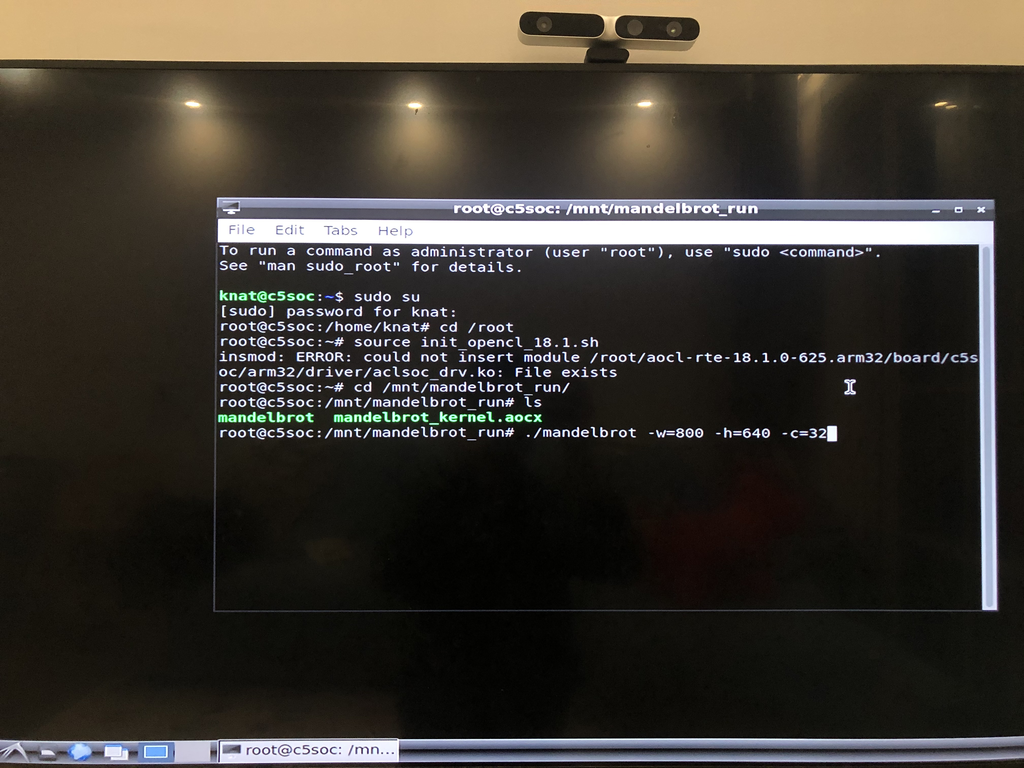 root@c5soc: /mnt/mandelbrot_run
File Edit Tabs Help
To run a command as administrator (user "root"), use "sudo <command>".
See "man sudo_root" for details.
knat@c5soc:~$ sudo su
[sudo] password for knat:
root@c5soc:/home/knat# cd /root
root@c5soc:~# source init_opencl_18.1.sh
insmod: ERROR: could not insert module /root/aocl-rte-18.1.0-625.arm32/board/c5s
oc/arm32/driver/aclsoc_drv.ko: File exists
root@c5soc:~# cd /mnt/mandelbrot_run/
root@c5soc:/mnt/mandelbrot_run# ls
mandelbrot  mandelbrot_kernel.aocx
root@c5soc:/mnt/mandelbrot_run# ./mandelbrot -w=800 -h=640 -c=32
root@c5soc: /mn...